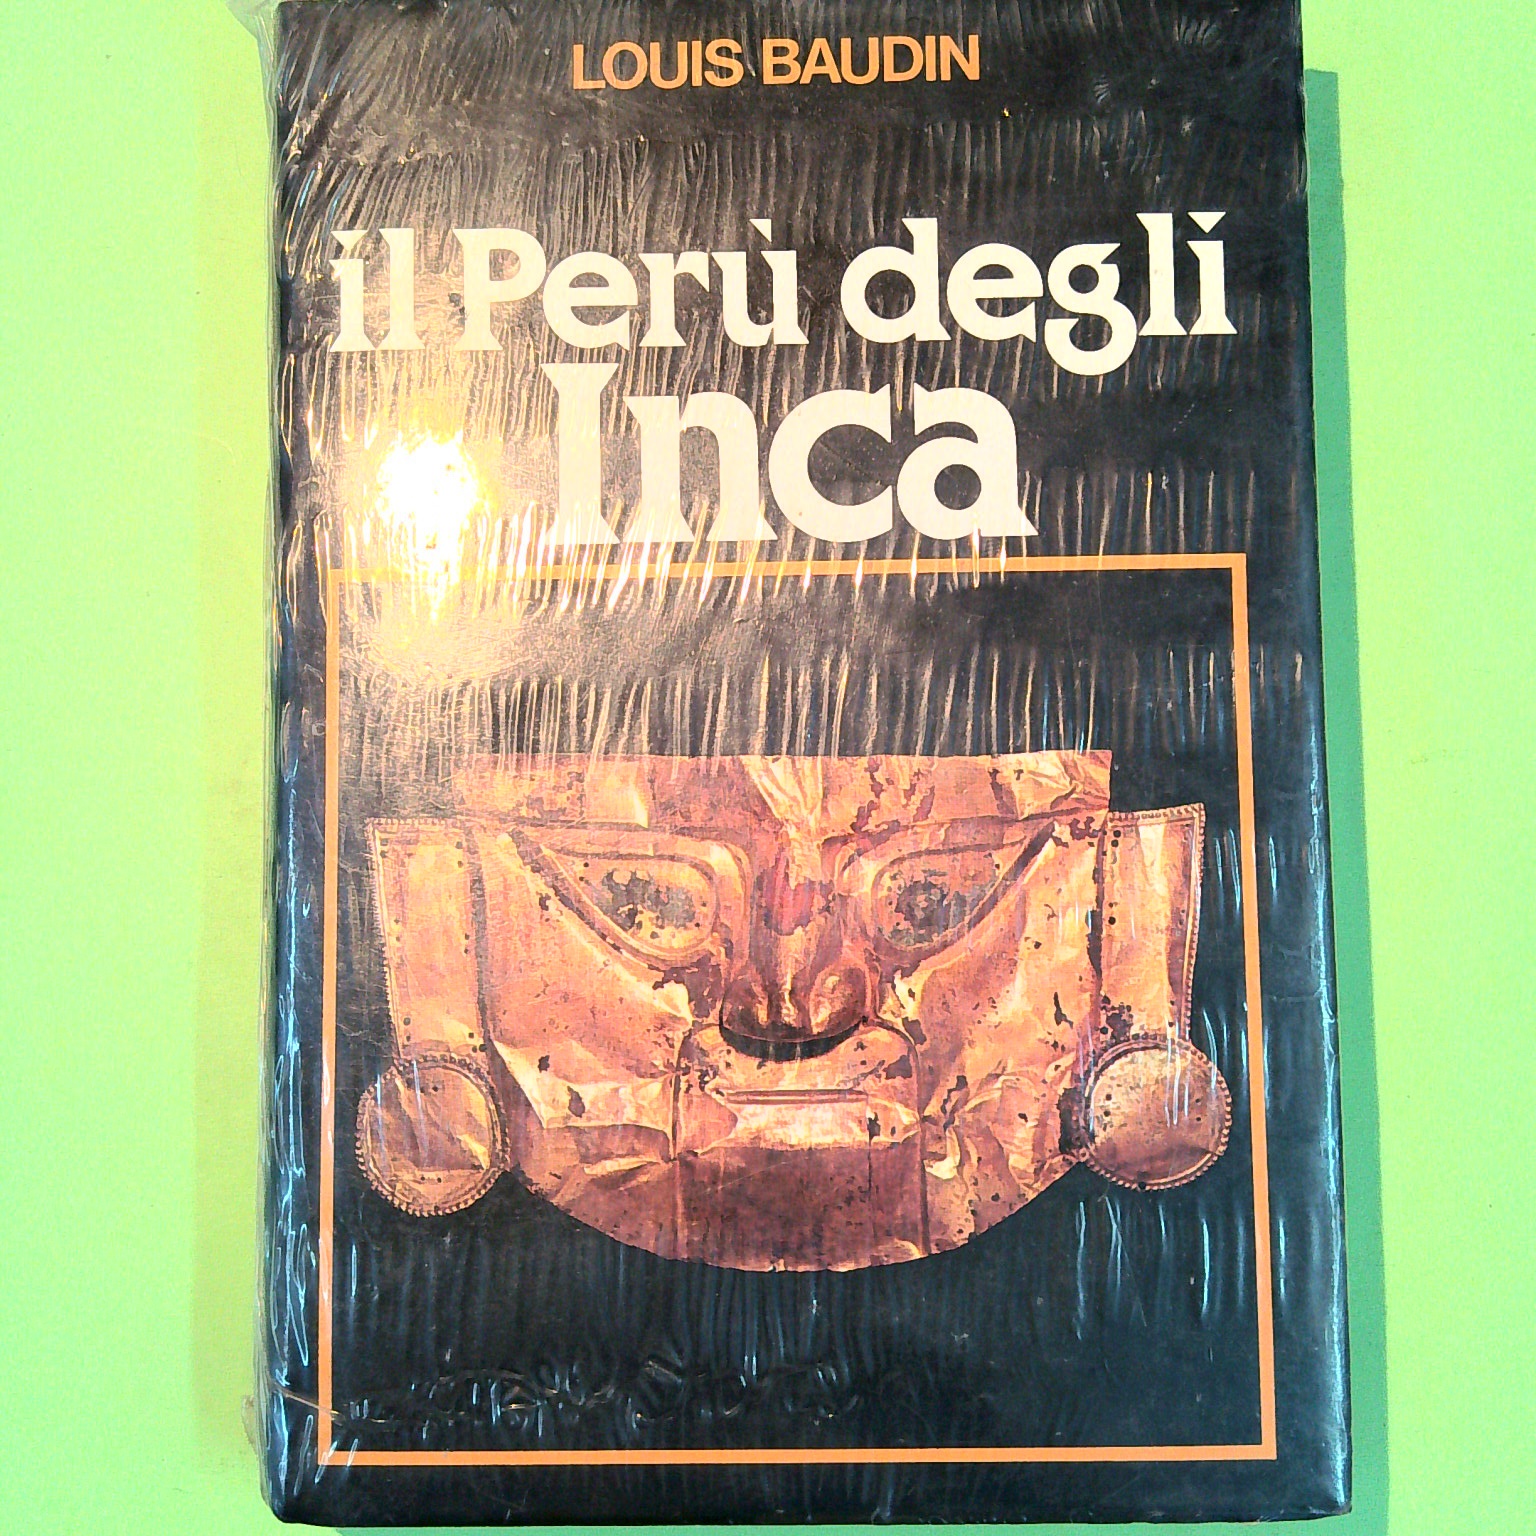 LOUIS BAUDIN
il Perù degli
Inca